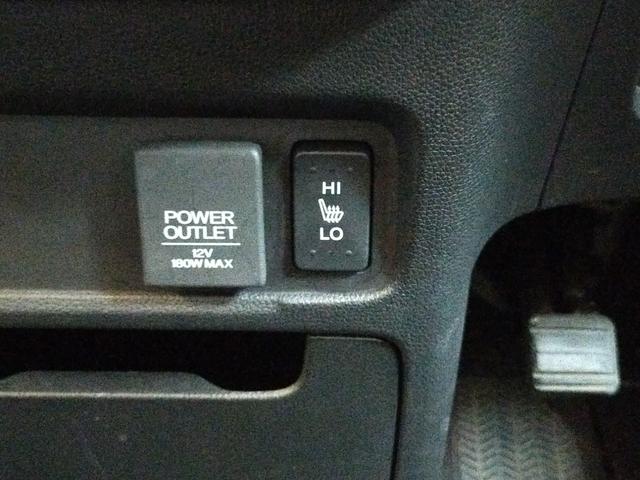 POWER
OUTLET
12V
180W MAX
HI
LO